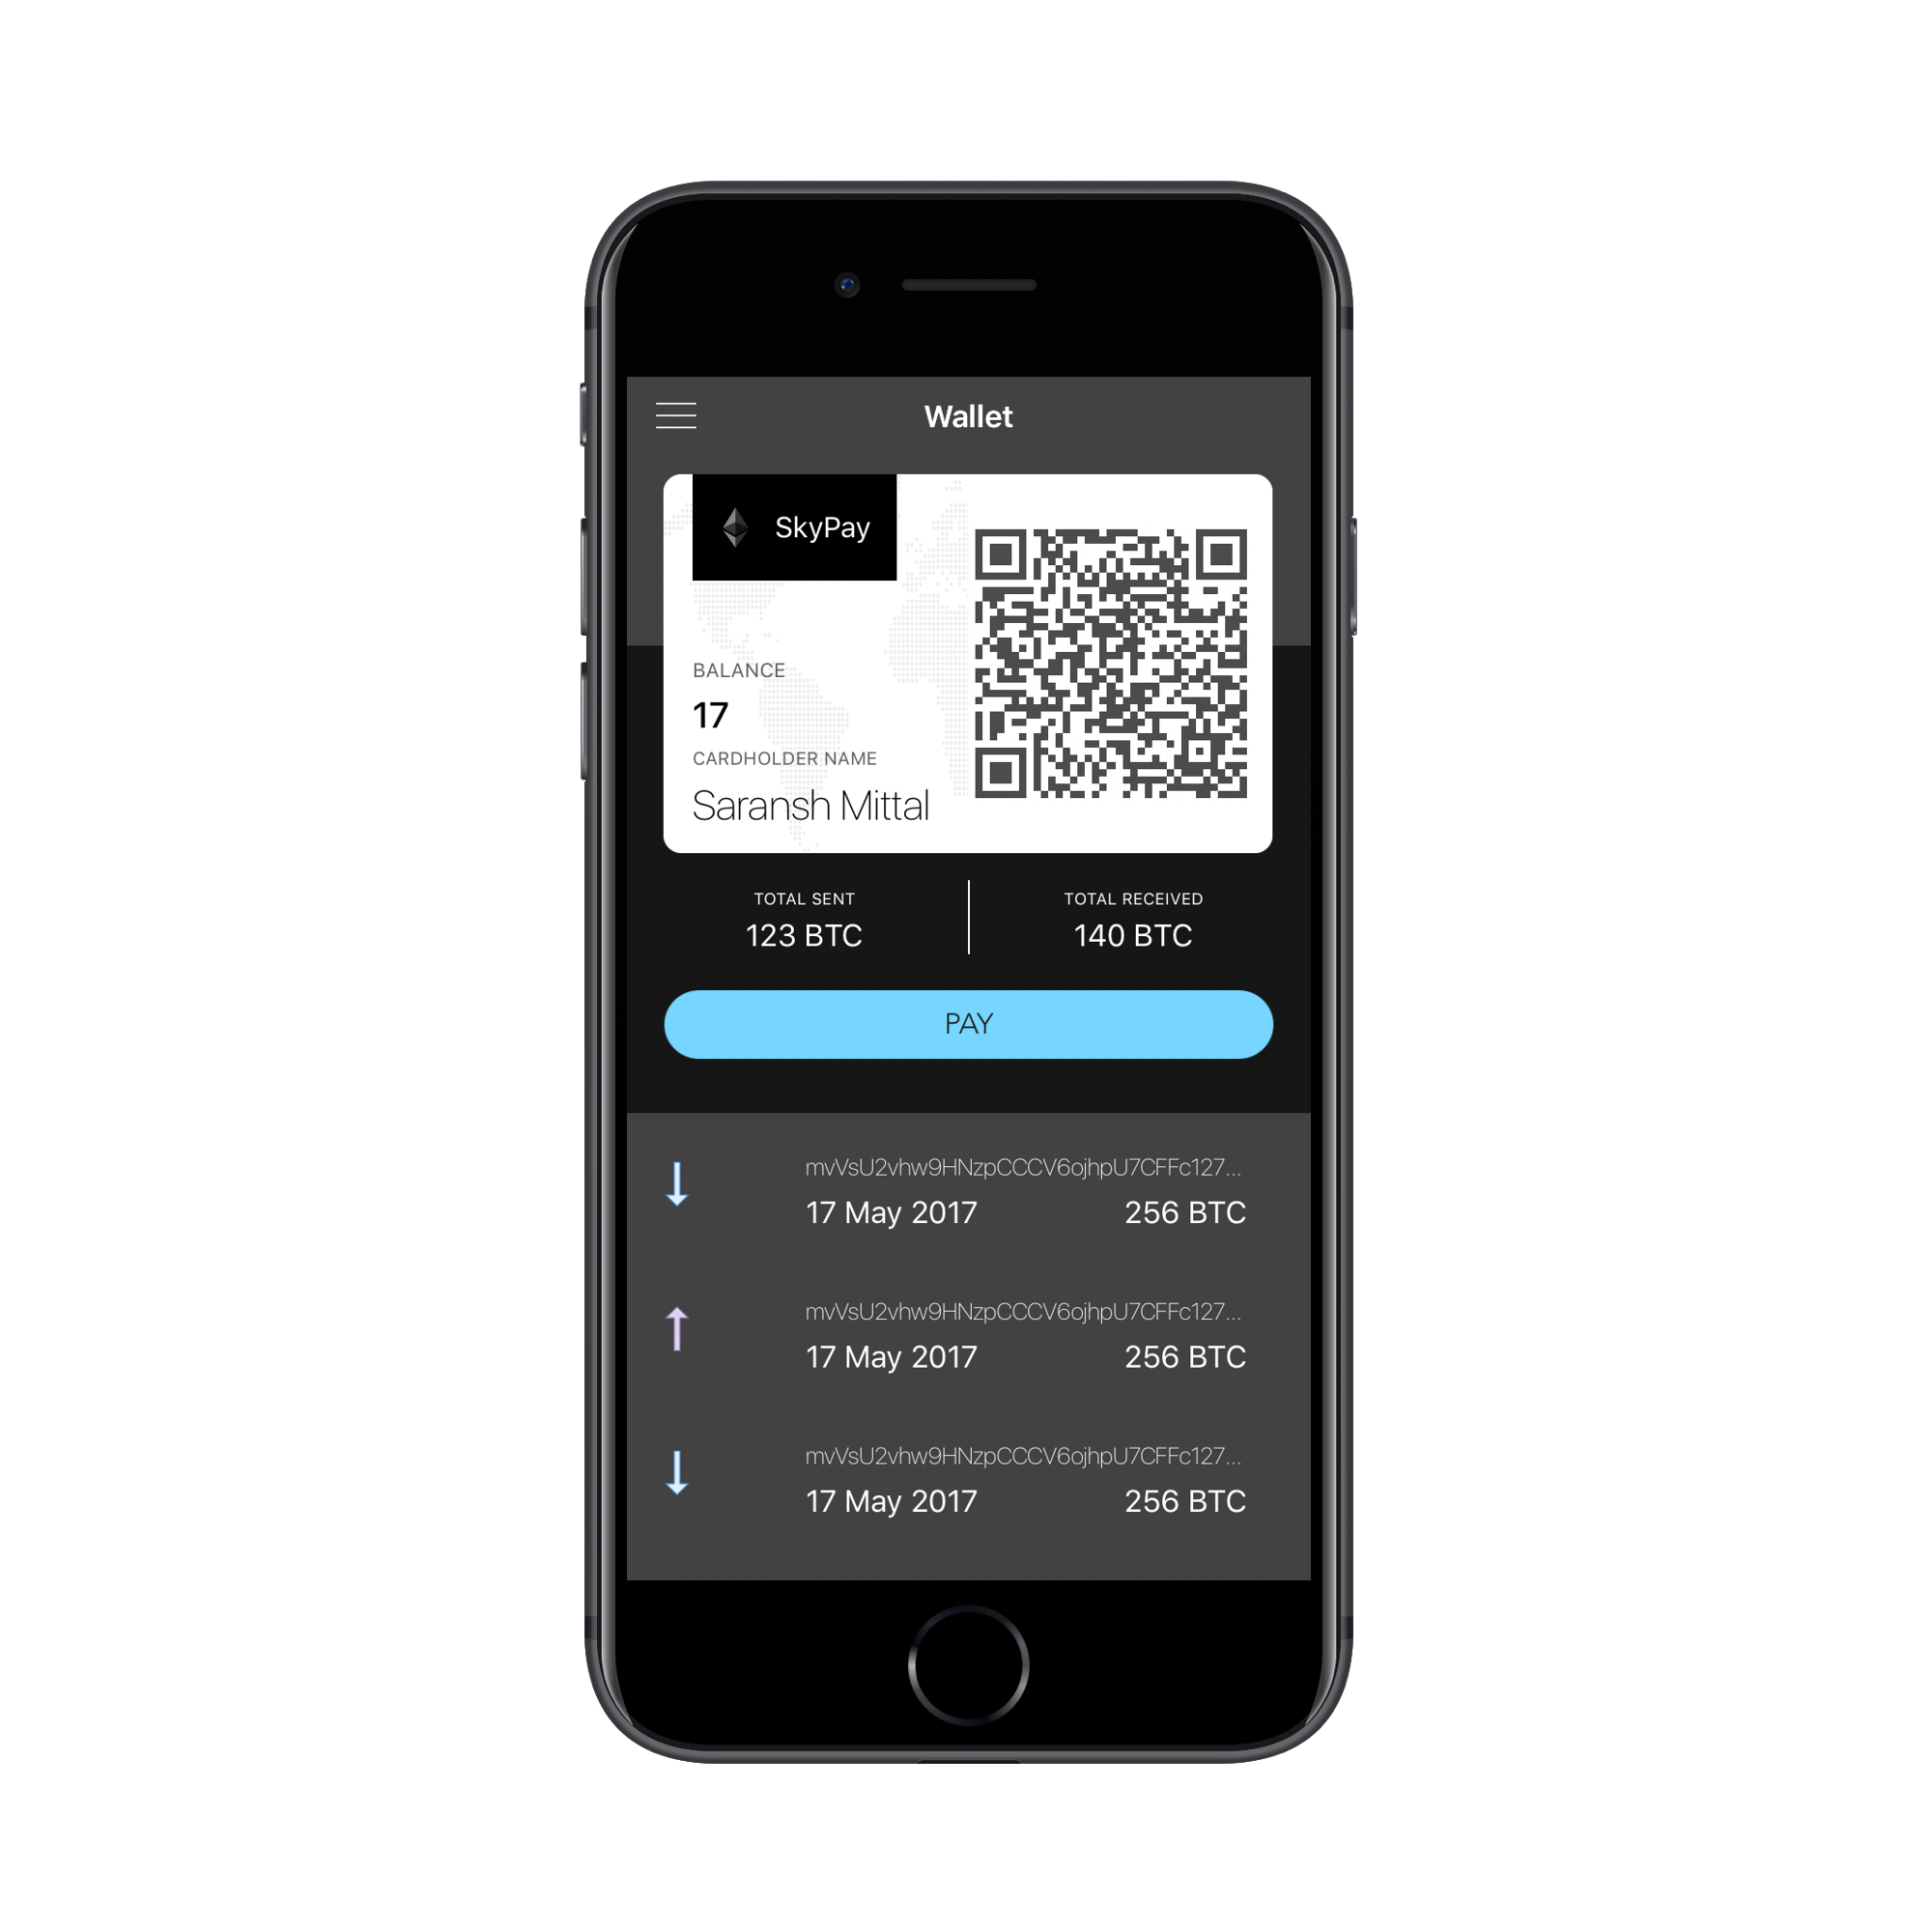 Wallet
SkyPay
BALANCE
17
CARDHOLDER NAME
Saransh Mittal
TOTAL SENT
123 BTC
TOTAL RECEIVED
140 BTC
PAY
mvVsU2vhw9HNzpCCCV6ojhpU7CFFc127...
17 May 2017 256 BTC
mvVsU2vhw9HNzpCCCV6ojhpU7CFFc127...
17 May 2017 256 BTC
mvVsU2vhw9HNzpCCCV6ojhpU7CFFc127...
17 May 2017 256 BTC